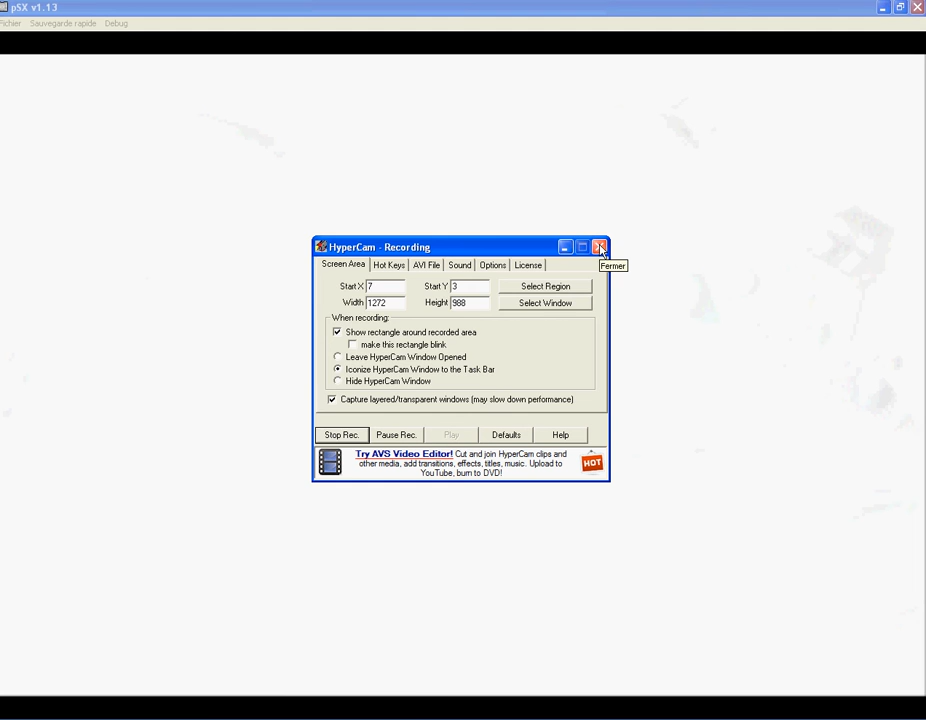 pSX v1.13
Fichier Sauvegarde rapide Debug
HyperCam - Recording
Fermer
Screen Area Hot Keys AVI File Sound Options License
Start X 7 Start Y 3 Select Region
Width 1272 Height 988 Select Window
When recording:
Show rectangle around recorded area
make this rectangle blink
Leave HyperCam Window Opened
Iconize HyperCam Window to the Task Bar
Hide HyperCam Window
Capture layered/transparent windows (may slow down performance)
Stop Rec. Pause Rec. Play Defaults Help
Try AVS Video Editor! Cut and join HyperCam clips and
other media, add transitions, effects, titles, music. Upload to
YouTube, burn to DVD!
HOT